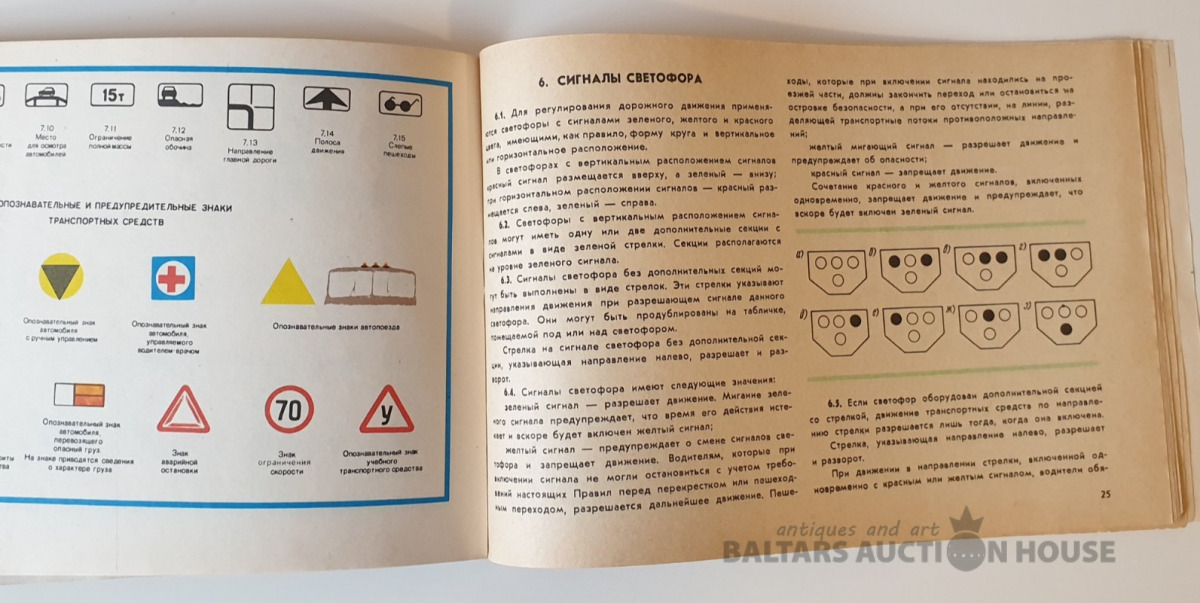 15т
7.10
Место
для осмотра
автомобилей
7.11
Ограничение
полной массы
7.12
Опасная
обочина
7.13
Направление
главной дороги
7.14
Полоса
движения
7.15
Слепые
пешеходы
ОПОЗНАВАТЕЛЬНЫЕ И ПРЕДУПРЕДИТЕЛЬНЫЕ ЗНАКИ
ТРАНСПОРТНЫХ СРЕДСТВ
Опознавательный знак
автомобиля
с ручным управлением
Опознавательный знак
автомобиля,
управляемого
водителем-врачом
Опознавательные знаки автопоезда
70
У
Опознавательный знак
автомобиля,
перевозящего
опасный груз
На знаке приводятся сведения
о характере груза
Знак
аварийной
остановки
Знак
ограничения
скорости
Опознавательный знак
учебного
транспортного средства
6. СИГНАЛЫ СВЕТОФОРА
6.1. Для регулирования дорожного движения применя-
ются светофоры с сигналами зеленого, желтого и красного
цвета, имеющими, как правило, форму круга и вертикальное
или горизонтальное расположение.
В светофорах с вертикальным расположением сигналов
красный сигнал размещается вверху, а зеленый — внизу;
при горизонтальном расположении сигналов — красный раз-
мещается слева, зеленый — справа.
6.2. Светофоры с вертикальным расположением сигна-
лов могут иметь одну или две дополнительные секции с
сигналами в виде зеленой стрелки. Секции располагаются
на уровне зеленого сигнала.
6.3. Сигналы светофора без дополнительных секций мо-
гут быть выполнены в виде стрелок. Эти стрелки указывают
направления движения при разрешающем сигнале данного
светофора. Они могут быть продублированы на табличке,
помещаемой под или над светофором.
Стрелка на сигнале светофора без дополнительной сек-
ции, указывающая направление налево, разрешает и раз-
ворот.
6.4. Сигналы светофора имеют следующие значения:
зеленый сигнал — разрешает движение. Мигание зеле-
ного сигнала предупреждает, что время его действия исте-
кает и вскоре будет включен желтый сигнал;
желтый сигнал — предупреждает о смене сигналов све-
тофора и запрещает движение. Водителям, которые при
включении сигнала не могли остановиться с учетом требо-
ваний настоящих Правил перед перекрестком или пешеход-
ным переходом, разрешается дальнейшее движение. Пеше-
ходы, которые при включении сигнала находились на про-
езжей части, должны закончить переход или остановиться на
островке безопасности, а при его отсутствии, на линии, раз-
деляющей транспортные потоки противоположных направле-
ний;
желтый мигающий сигнал — разрешает движение и
предупреждает об опасности;
красный сигнал — запрещает движение.
Сочетание красного и желтого сигналов, включенных
одновременно, запрещает движение и предупреждает, что
вскоре будет включен зеленый сигнал.
а) б) в) г)
д) е) ж) з)
6.5. Если светофор оборудован дополнительной секцией
со стрелкой, движение транспортных средств по направле-
нию стрелки разрешается лишь тогда, когда она включена.
Стрелка, указывающая направление налево, разрешает
и разворот.
При движении в направлении стрелки, включенной од-
новременно с красным или желтым сигналом, водители обя-
25
antiques and art
BALTARS AUCTION HOUSE